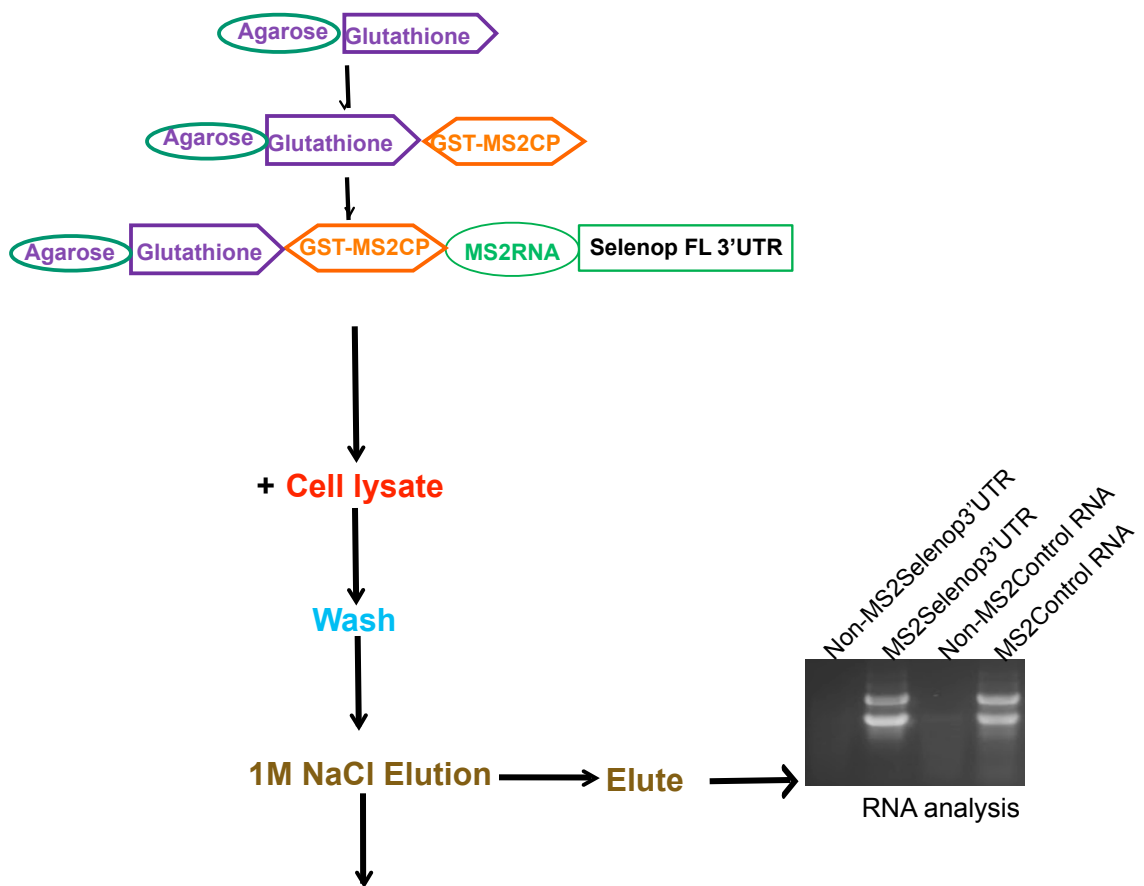 Agarose Glutathione
Agarose Glutathione GST-MS2CP
Agarose Glutathione GST-MS2CP MS2RNA Selenop FL 3’UTR
+ Cell lysate
Wash
1M NaCl Elution
Elute
Non-MS2Selenop3’UTR
MS2Selenop3’UTR
Non-MS2Control RNA
MS2Control RNA
RNA analysis